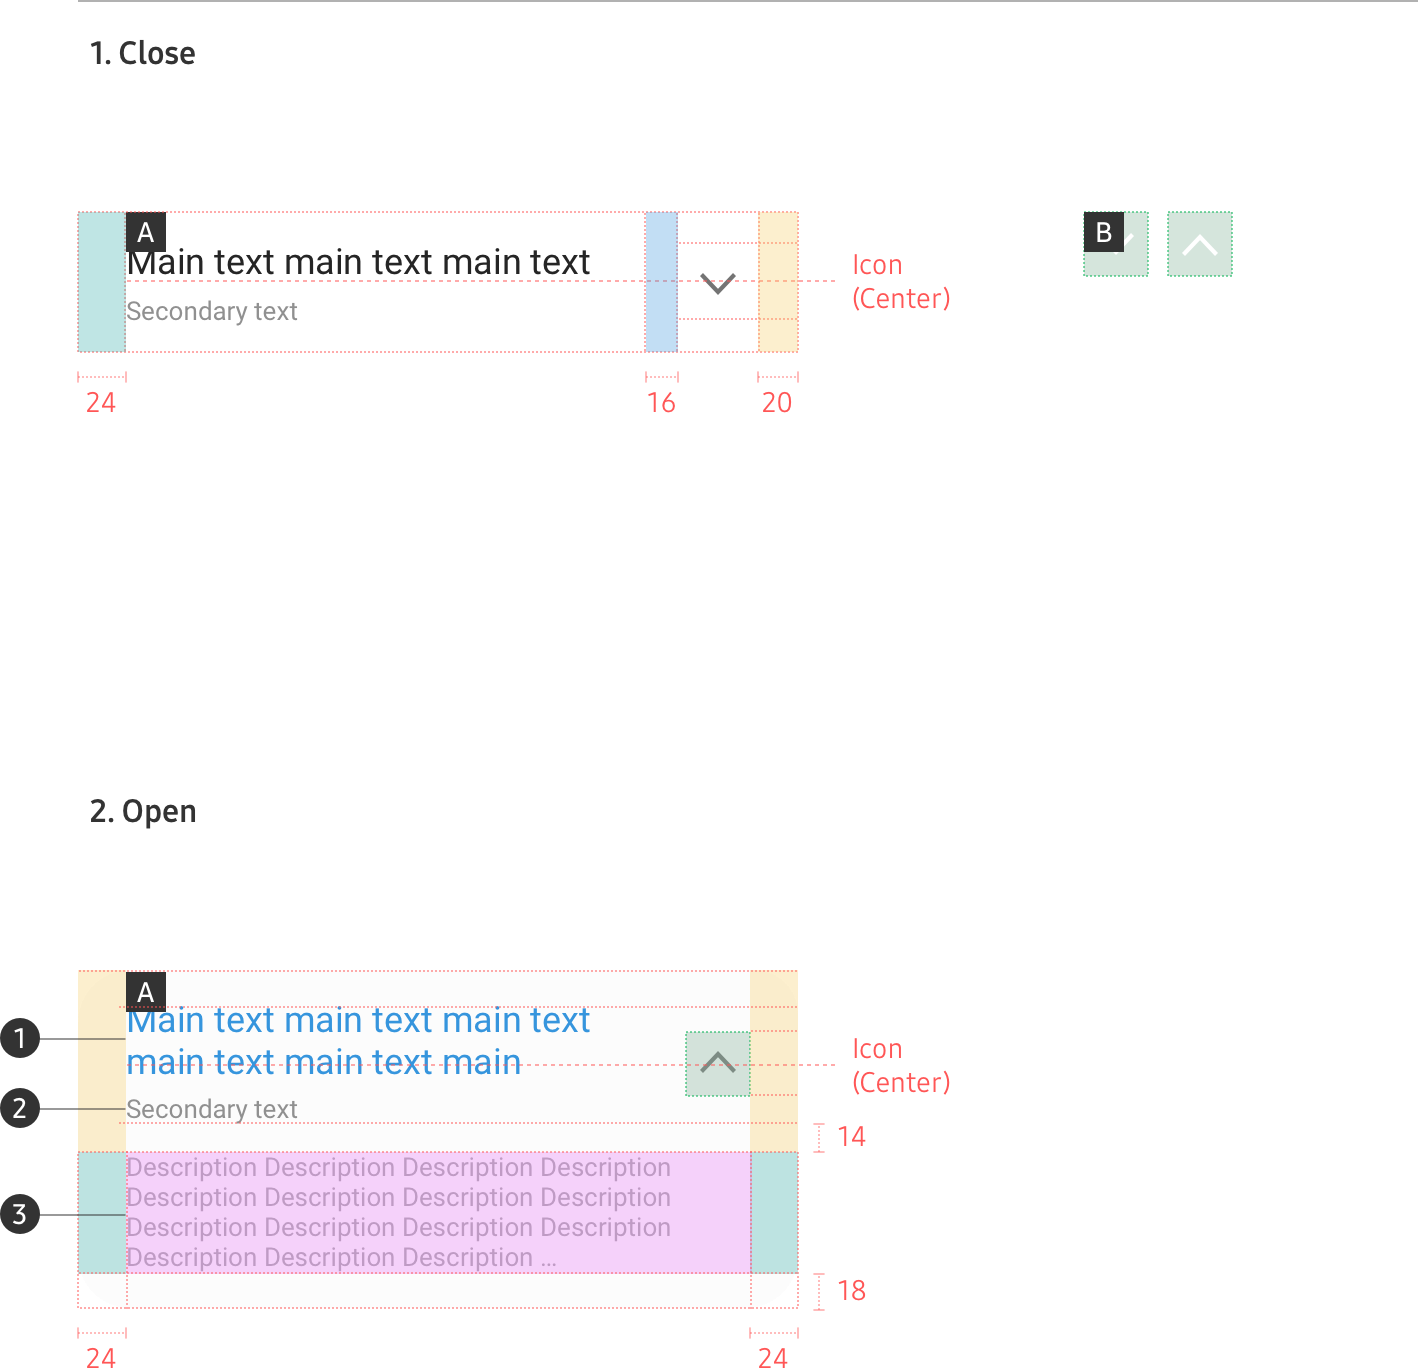 1. Close
A
B
Main text main text main text
Secondary text
Icon
(Center)
24
16
20
2. Open
A
Main text main text main text
main text main text main
1
2
Secondary text
Icon
(Center)
14
Description Description Description Description
Description Description Description Description
3
Description Description Description Description
Description Description Description ...
18
24
24